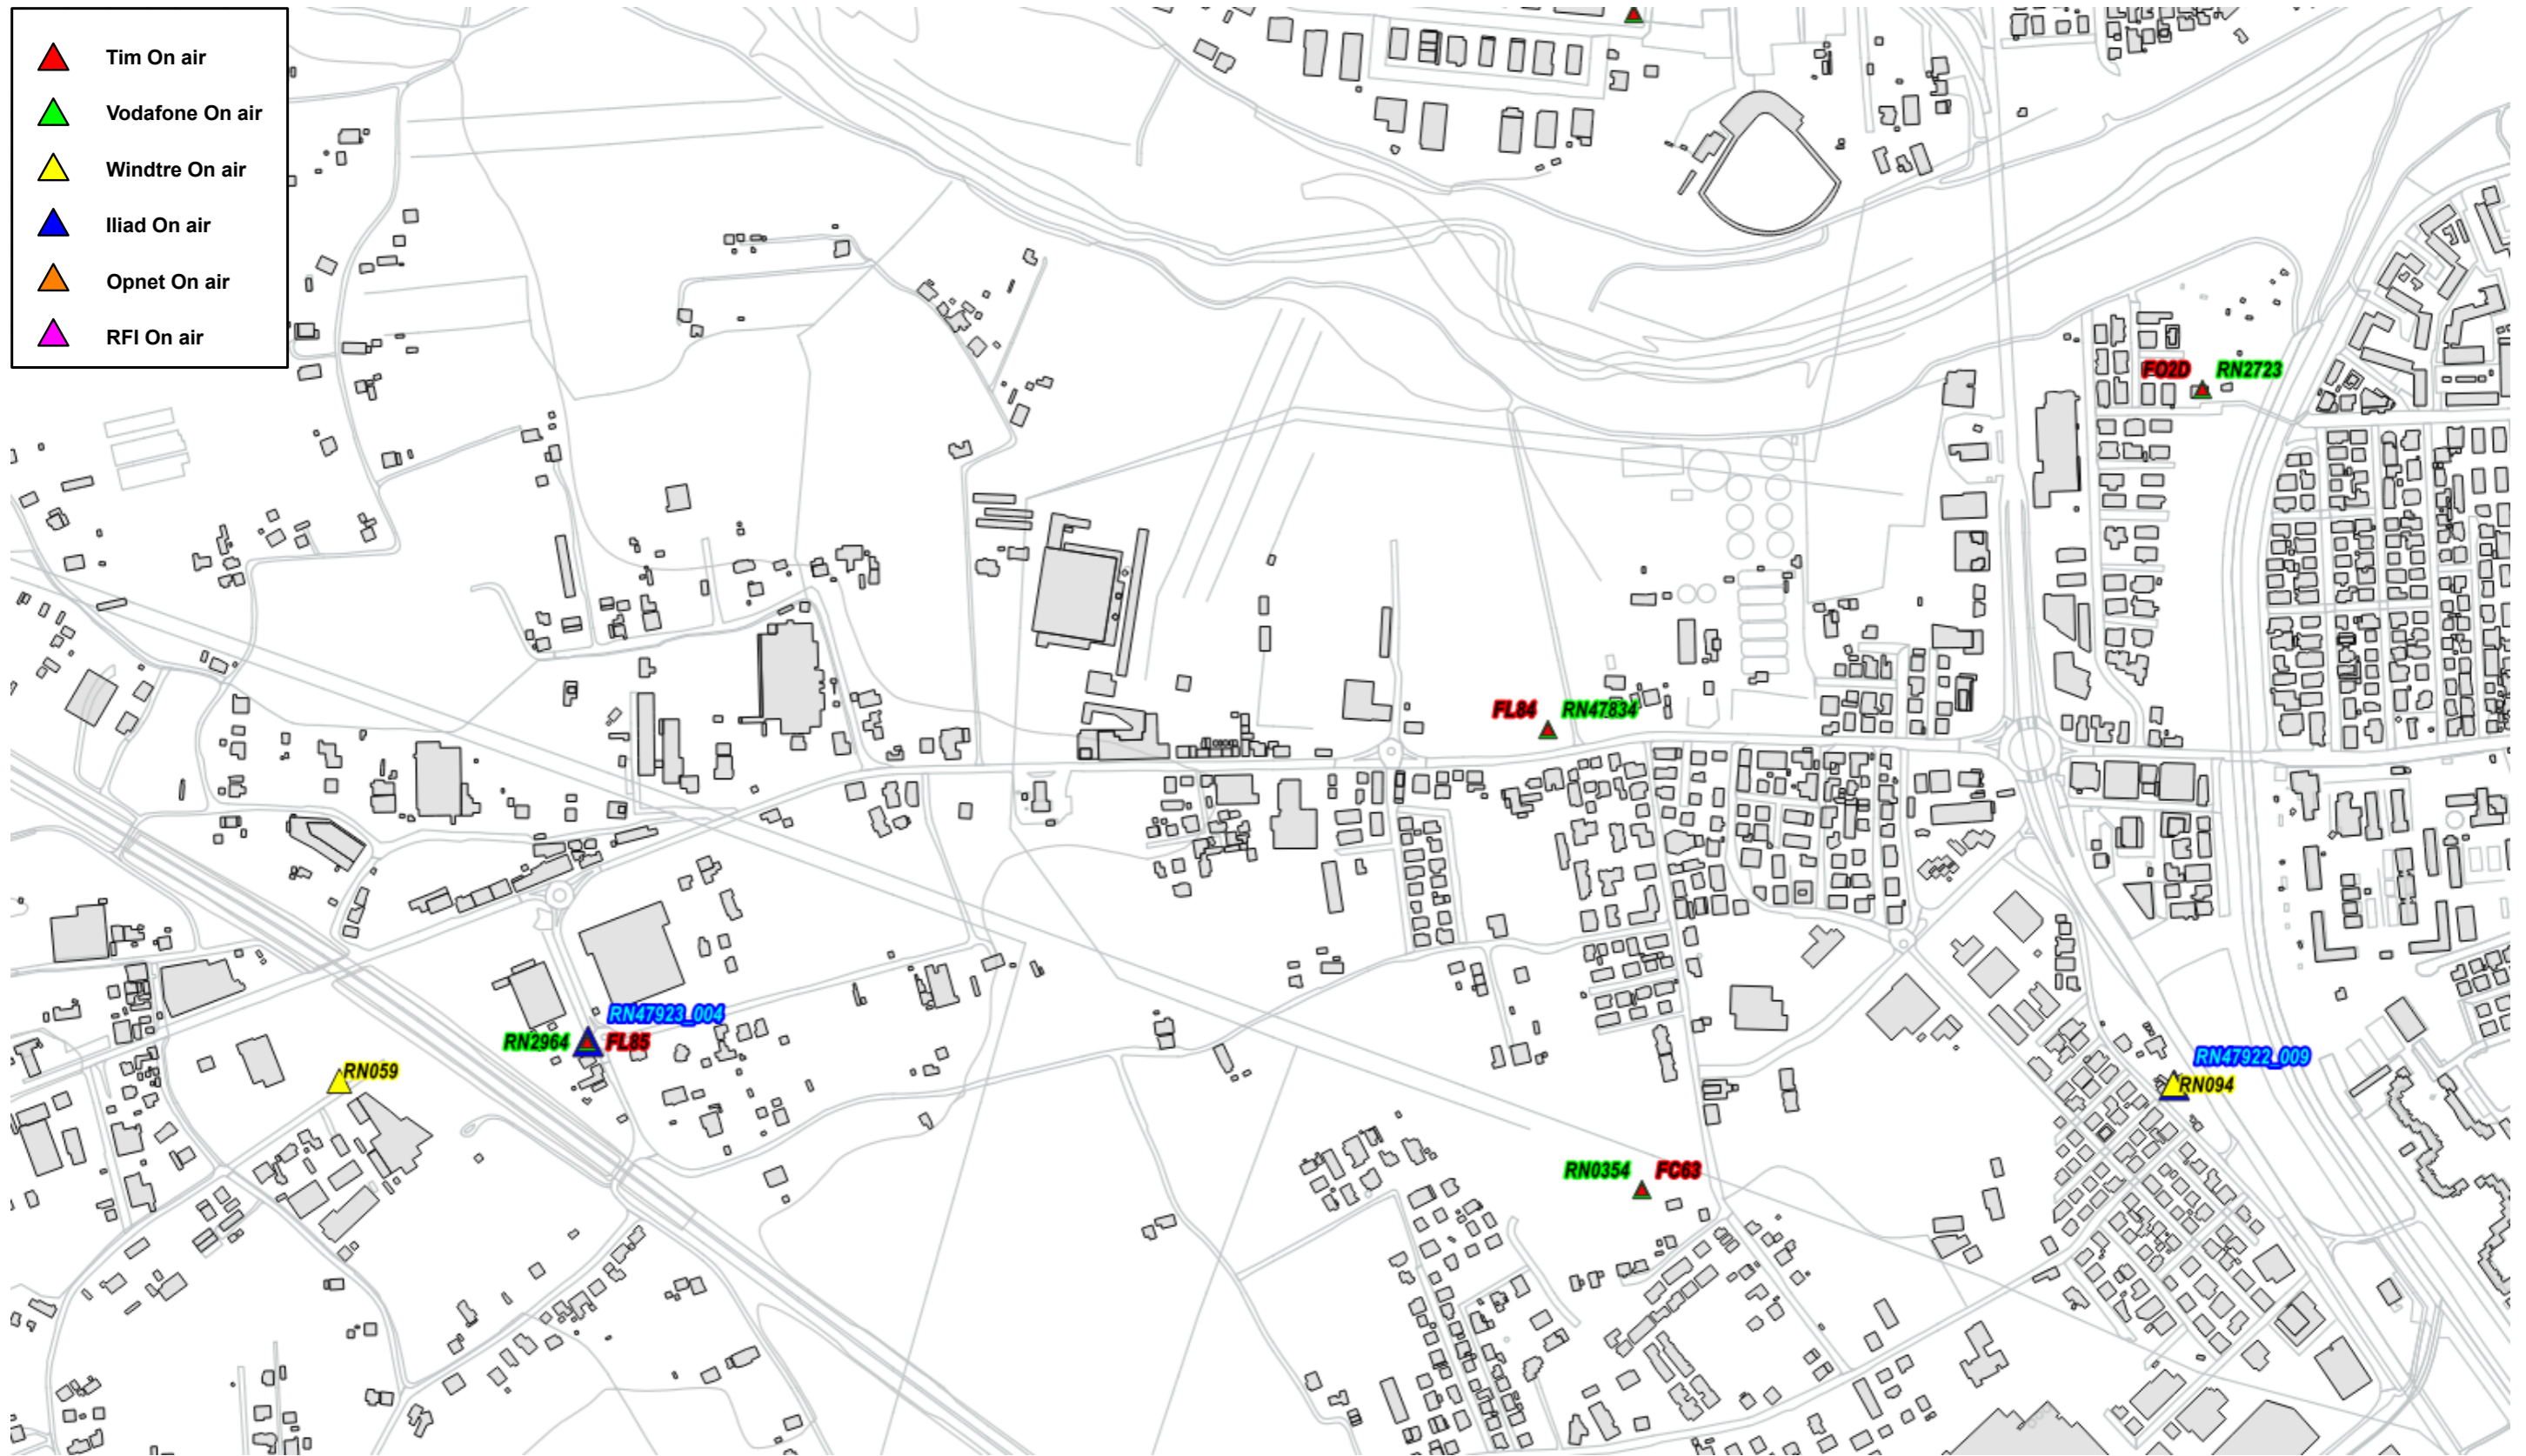 Tim On air
Vodafone On air
Windtre On air
Iliad On air
Opnet On air
RFI On air
FO2D RN2723
FL84 RN47834
RN47923_004
RN2964 FL85
RN059
RN47922_009
RN094
RN0354 FC63